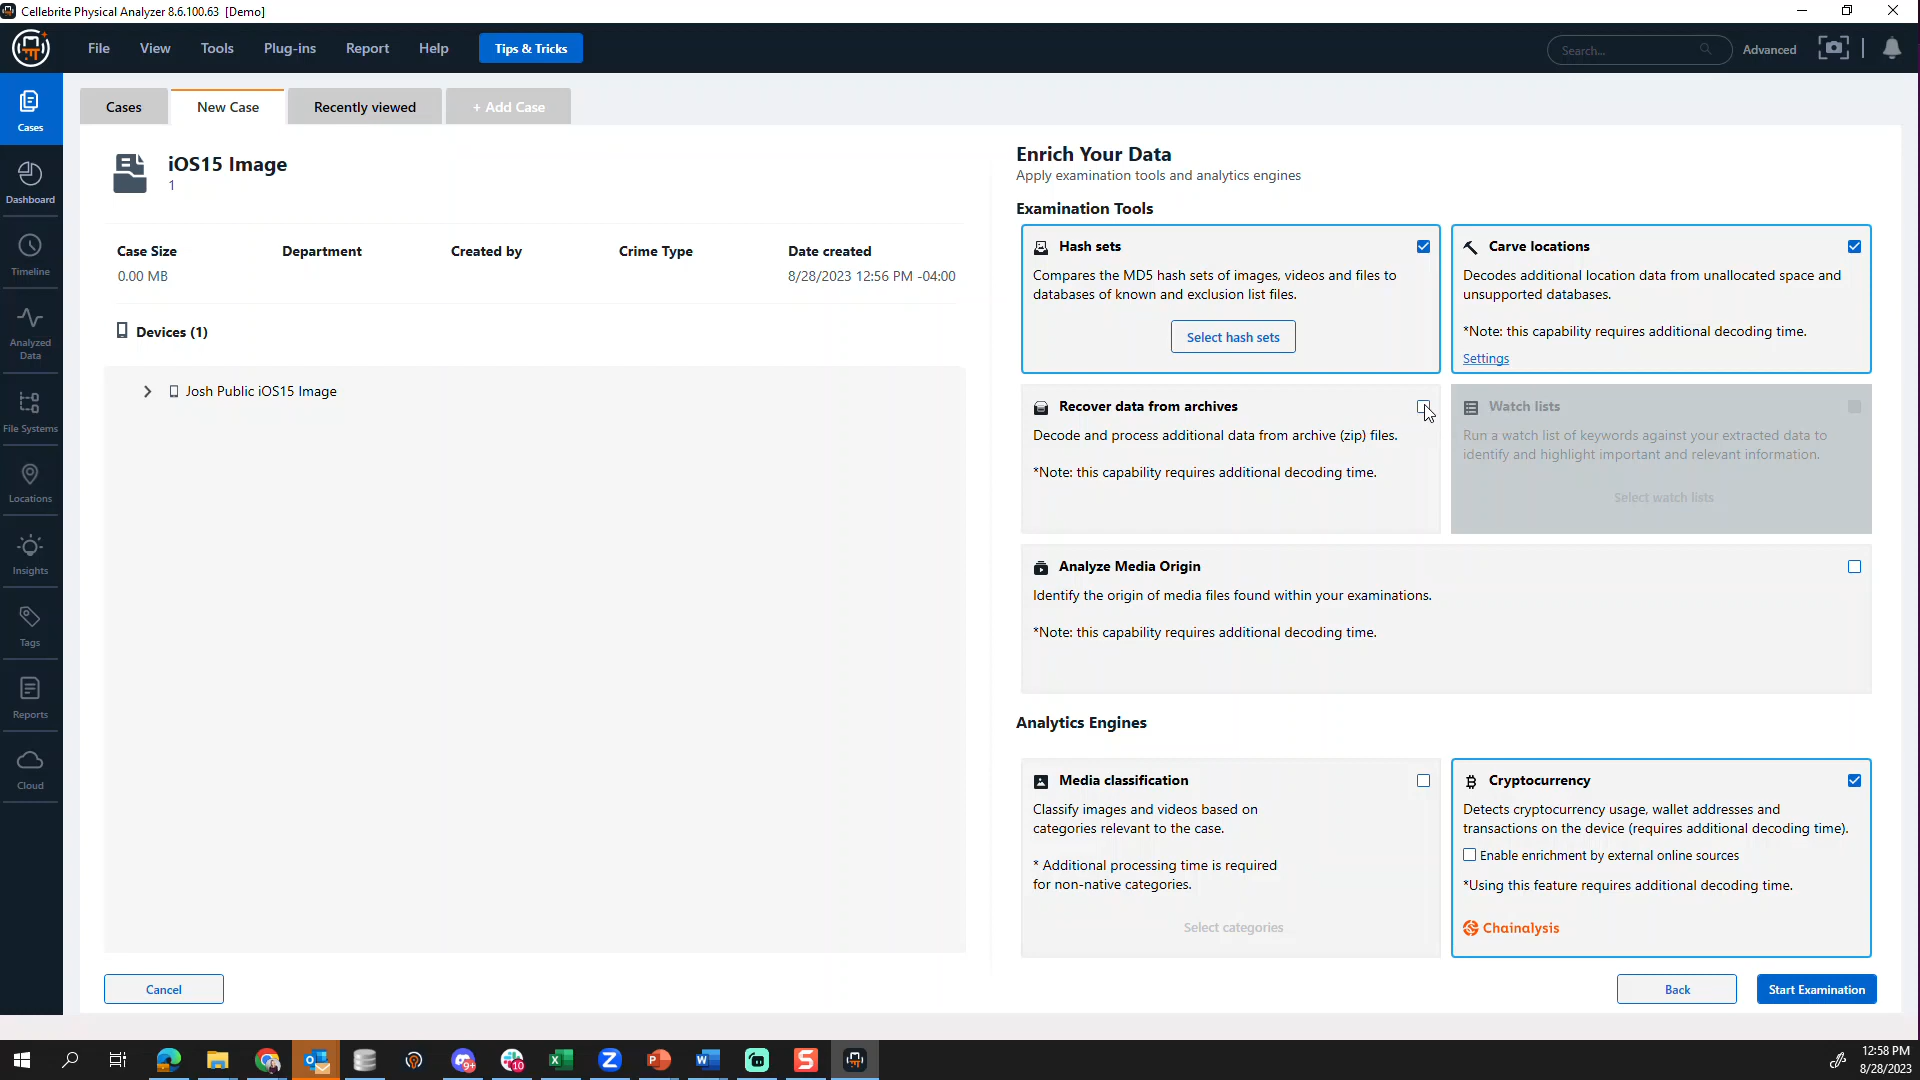 Cellebrite Physical Analyzer 8.6.100.63 [Demo]
File View Tools Plug-ins Report Help Tips & Tricks Search... Advanced
Cases
Dashboard
Timeline
Analyzed
Data
File Systems
Locations
Insights
Tags
Reports
Cloud
Cases New Case Recently viewed + Add Case
iOS15 Image
1
Case Size Department Created by Crime Type Date created
0.00 MB 8/28/2023 12:56 PM -04:00
Devices (1)
Josh Public iOS15 Image
Cancel
Enrich Your Data
Apply examination tools and analytics engines
Examination Tools
Hash sets
Compares the MD5 hash sets of images, videos and files to
databases of known and exclusion list files.
Select hash sets
Carve locations
Decodes additional location data from unallocated space and
unsupported databases.
*Note: this capability requires additional decoding time.
Settings
Recover data from archives
Decode and process additional data from archive (zip) files.
*Note: this capability requires additional decoding time.
Watch lists
Run a watch list of keywords against your extracted data to
identify and highlight important and relevant information.
Select watch lists
Analyze Media Origin
Identify the origin of media files found within your examinations.
*Note: this capability requires additional decoding time.
Analytics Engines
Media classification
Classify images and videos based on
categories relevant to the case.
* Additional processing time is required
for non-native categories.
Select categories
Cryptocurrency
Detects cryptocurrency usage, wallet addresses and
transactions on the device (requires additional decoding time).
Enable enrichment by external online sources
*Using this feature requires additional decoding time.
Chainalysis
Back Start Examination
9+ 10 X Z P W S
12:58 PM
8/28/2023